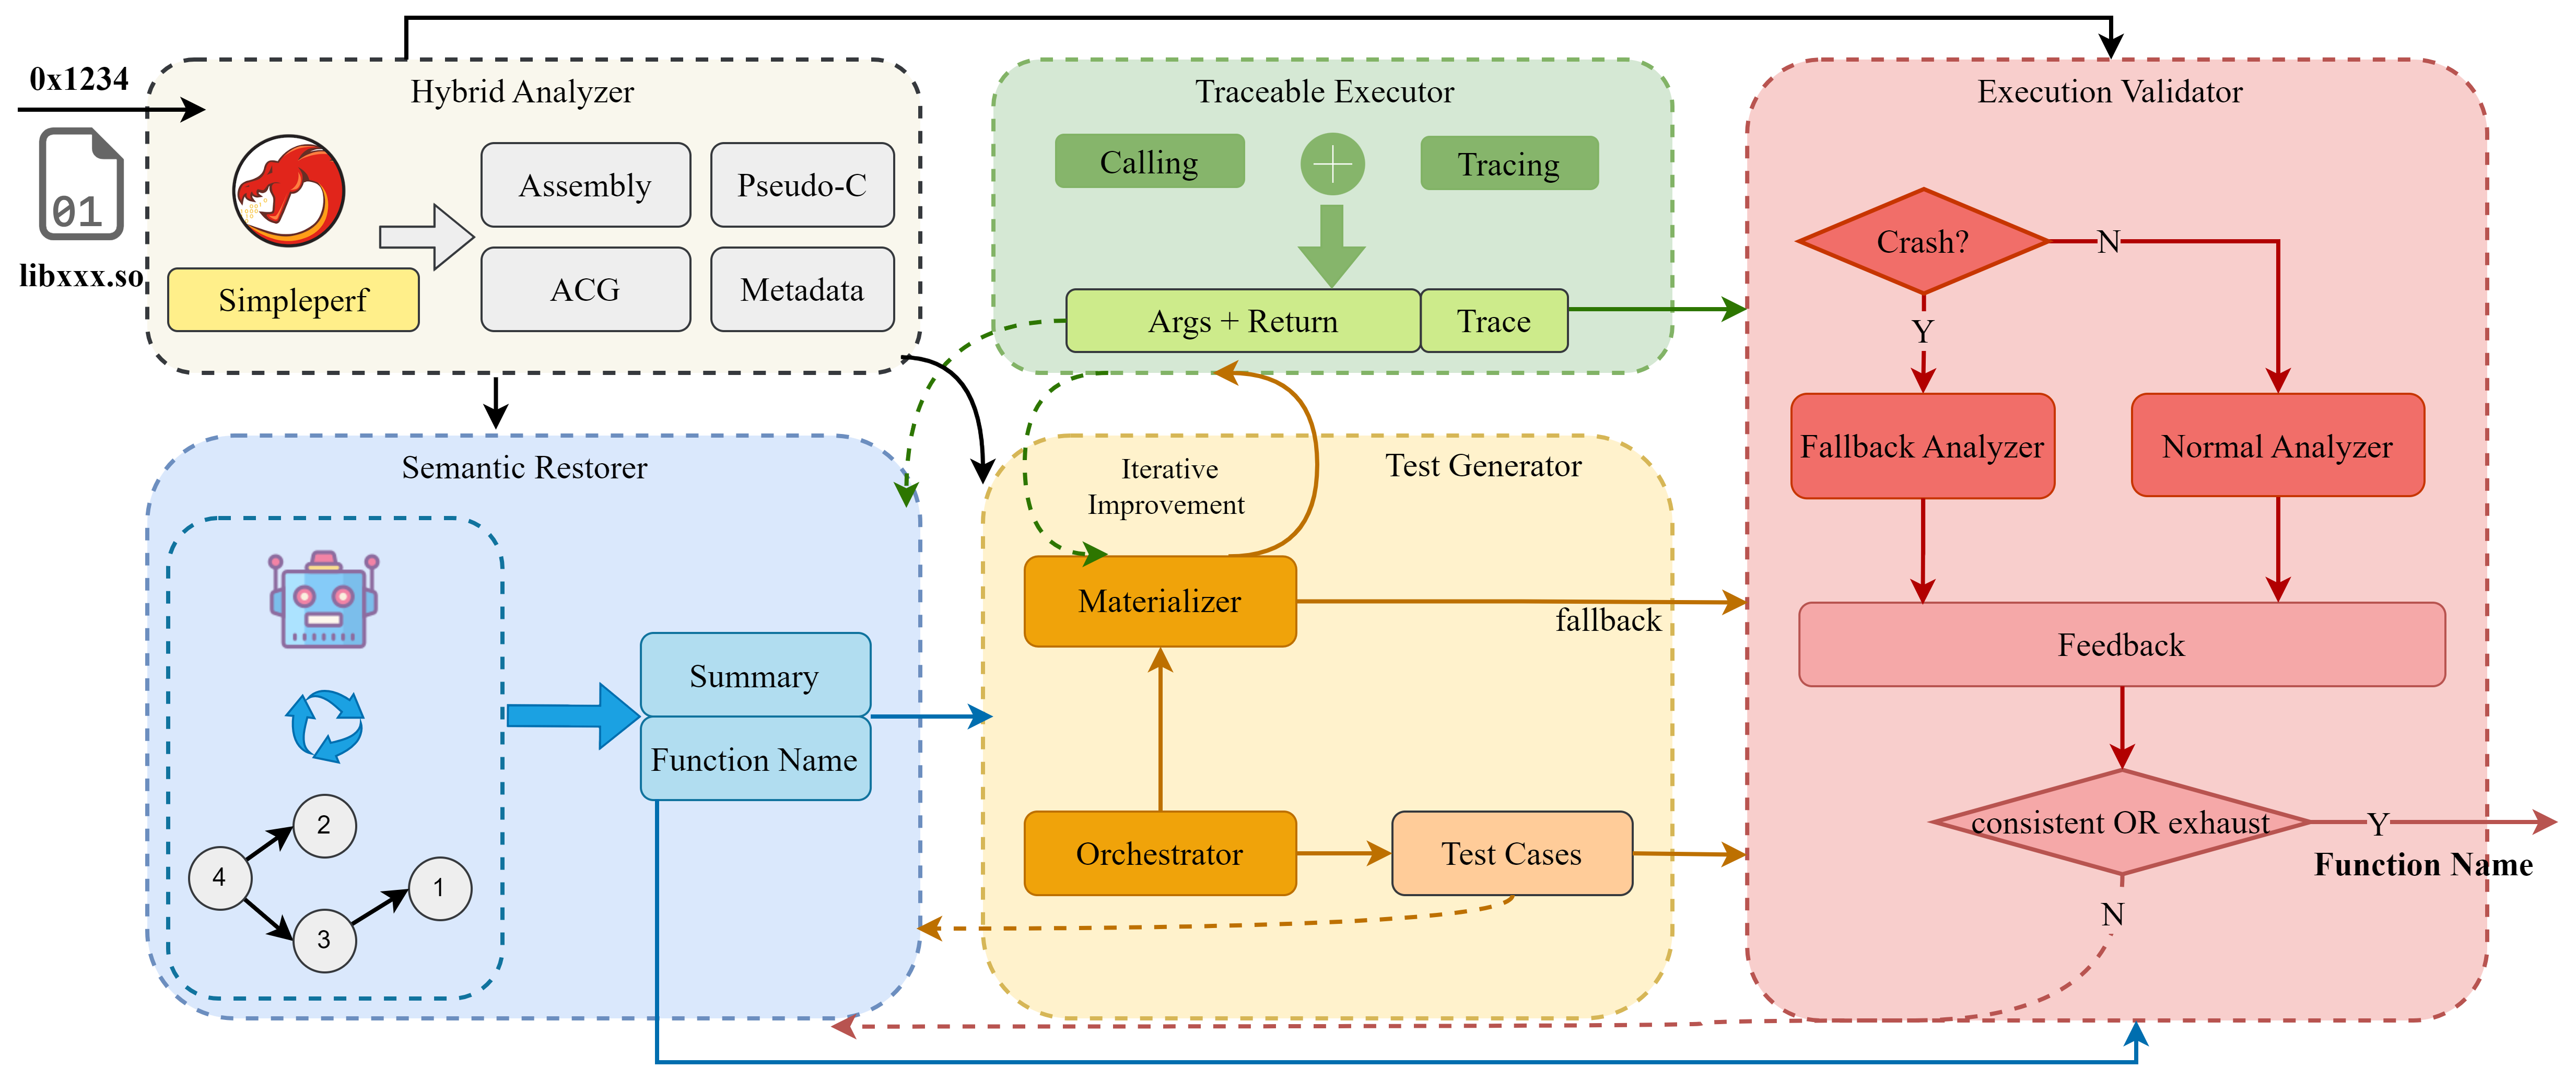 0x1234
01
libxxx.so
Hybrid Analyzer
Simpleperf
Assembly
Pseudo-C
ACG
Metadata
Traceable Executor
Calling
Tracing
Args + Return
Trace
Execution Validator
Crash?
N
Y
Fallback Analyzer
Normal Analyzer
Feedback
consistent OR exhaust
Y
Function Name
N
Semantic Restorer
Summary
Function Name
2
4
1
3
Test Generator
Iterative
Improvement
Materializer
fallback
Orchestrator
Test Cases